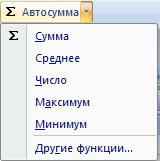 Σ Автосумма
Σ Сумма
Среднее
Число
Максимум
Минимум
Другие функции...